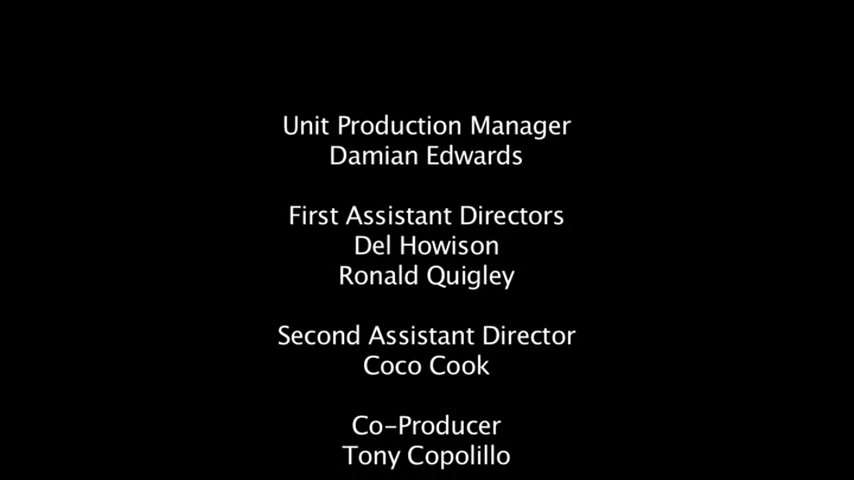 Unit Production Manager
Damian Edwards
First Assistant Directors
Del Howison
Ronald Quigley
Second Assistant Director
Coco Cook
Co-Producer
Tony Copolillo